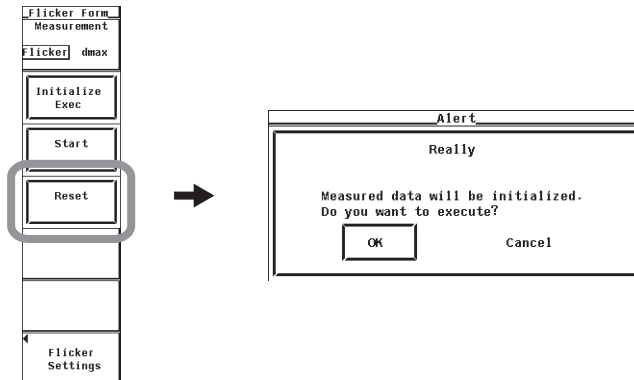 Flicker Form
Measurement
Flicker dmax
Initialize
Exec
Start
Reset
Flicker
Settings
Alert
Really
Measured data will be initialized.
Do you want to execute?
OK Cancel